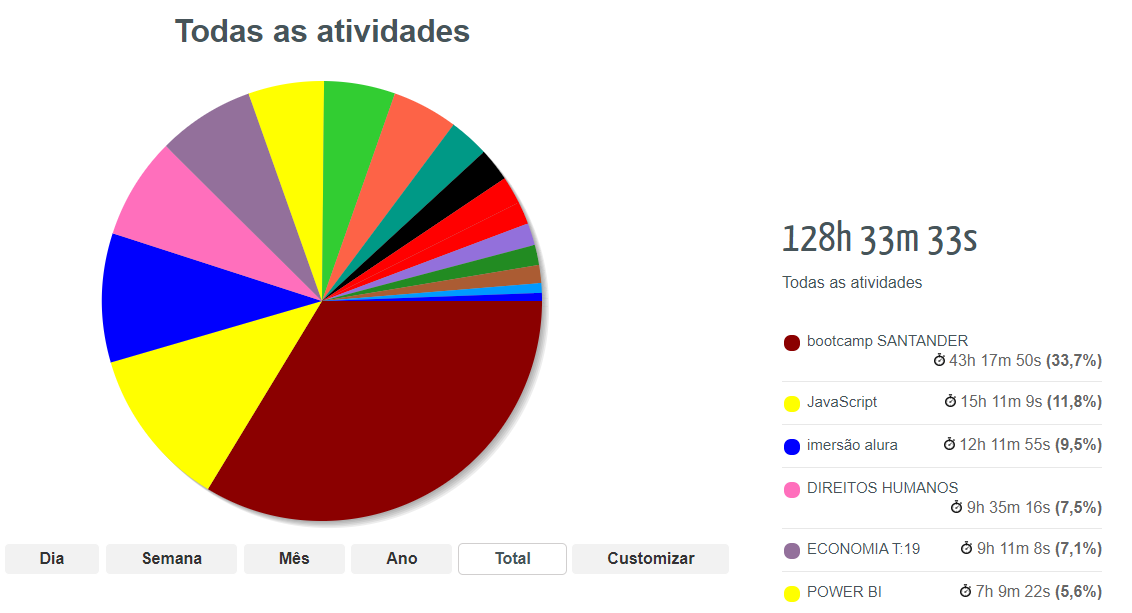 Todas as atividades
128h 33m 33s
Todas as atividades
bootcamp SANTANDER
43h 17m 50s (33,7%)
JavaScript 15h 11m 9s (11,8%)
imersão alura 12h 11m 55s (9,5%)
DIREITOS HUMANOS
9h 35m 16s (7,5%)
ECONOMIA T:19 9h 11m 8s (7,1%)
POWER BI 7h 9m 22s (5,6%)
Dia Semana Mês Ano Total Customizar